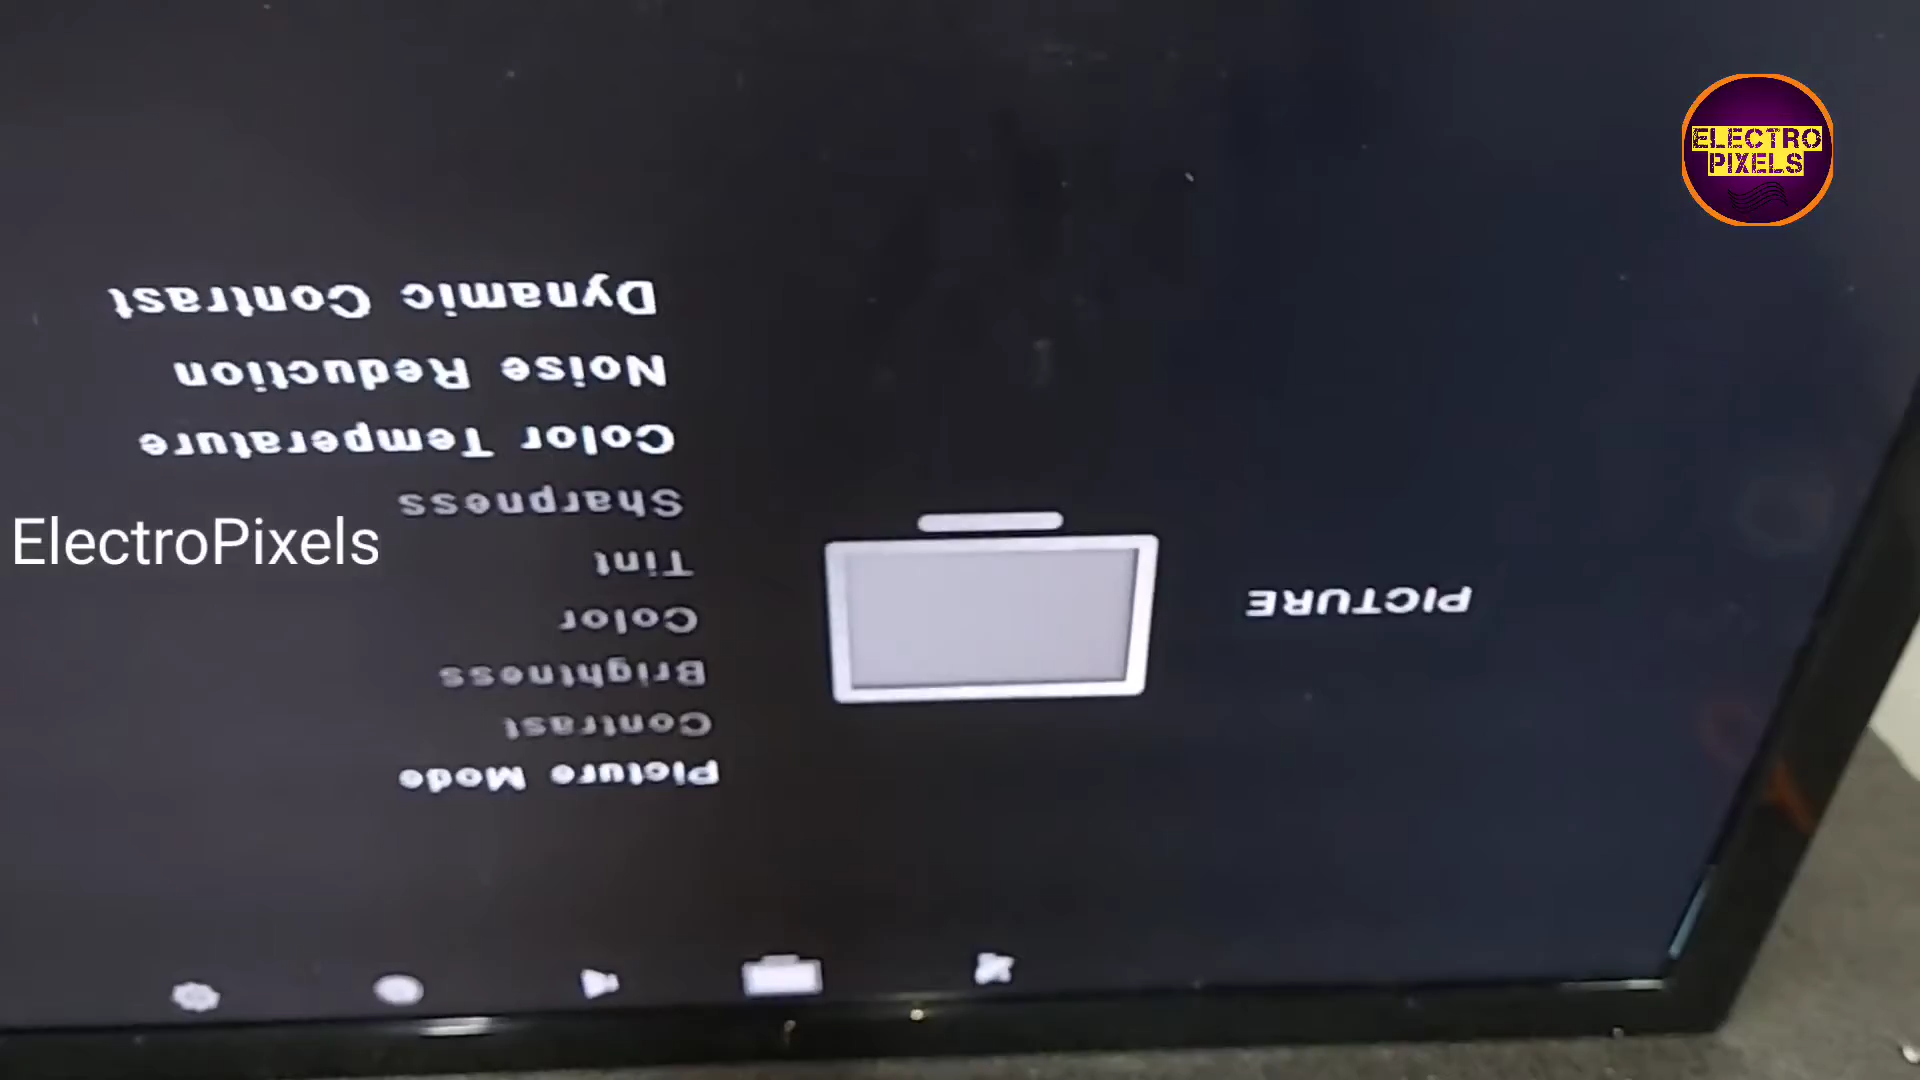 ELECTRO
PIXELS
ElectroPixels
PICTURE
Picture Mode
Contrast
Brightness
Color
Tint
Sharpness
Color Temperature
Noise Reduction
Dynamic Contrast